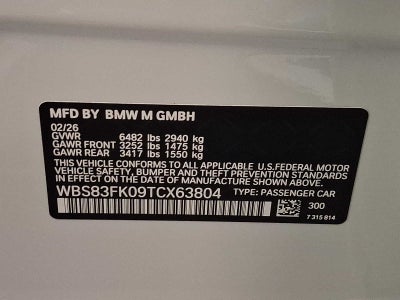 MFD BY BMW M GMBH
02/26
GVWR 6482 lbs 2940 kg
GAWR FRONT 3252 lbs 1475 kg
GAWR REAR 3417 lbs 1550 kg
THIS VEHICLE CONFORMS TO ALL APPLICABLE U.S.FEDERAL MOTOR
VEHICLE SAFETY, BUMPER, AND THEFT PREVENTION STANDARDS
IN EFFECT ON THE DATE OF MANUFACTURE SHOWN ABOVE.
WBS83FK09TCX63804 TYPE: PASSENGER CAR
300
7 315 814